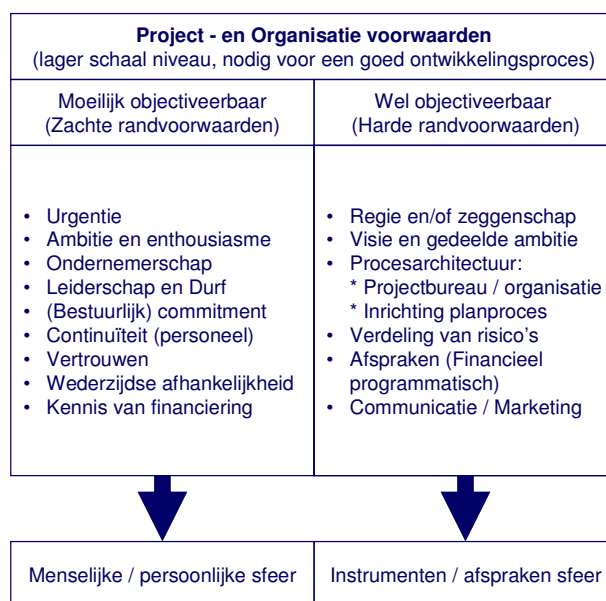 Project - en Organisatie voorwaarden
(lager schaal niveau, nodig voor een goed ontwikkelingsproces)
Moeilijk objectiveerbaar
(Zachte randvoorwaarden)
Wel objectiveerbaar
(Harde randvoorwaarden)
• Urgentie
• Ambitie en enthousiasme
• Ondernemerschap
• Leiderschap en Durf
• (Bestuurlijk) commitment
• Continuïteit (personeel)
• Vertrouwen
• Wederzijdse afhankelijkheid
• Kennis van financiering
• Regie en/of zeggenschap
• Visie en gedeelde ambitie
• Procesarchitectuur:
* Projectbureau / organisatie
* Inrichting planproces
• Verdeling van risico's
• Afspraken (Financieel
programmatisch)
• Communicatie / Marketing
Menselijke / persoonlijke sfeer
Instrumenten / afspraken sfeer